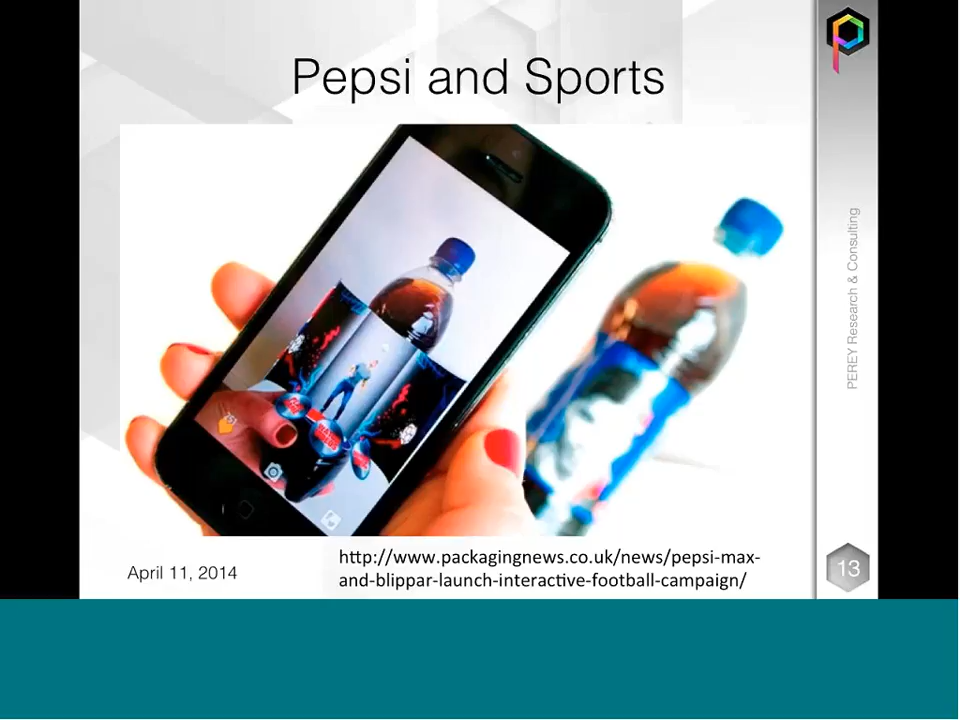 Pepsi and Sports
PEREY Research & Consulting
751
April 11, 2014
http://www.packagingnews.co.uk/news/pepsi-max-
and-blippar-launch-interactive-football-campaign/
13